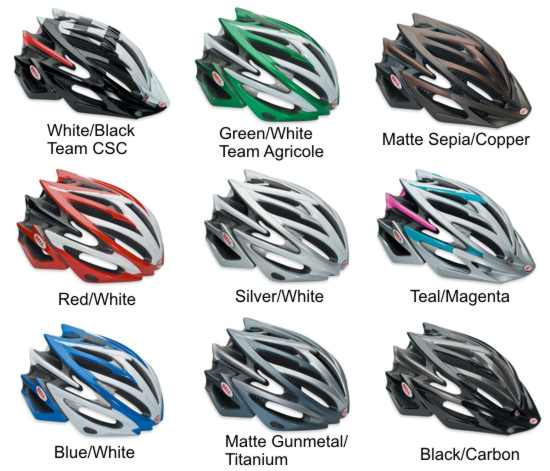 White/Black
Team CSC
Green/White
Team Agricole
Matte Sepia/Copper
Red/White
Silver/White
Teal/Magenta
Blue/White
Matte Gunmetal/
Titanium
Black/Carbon